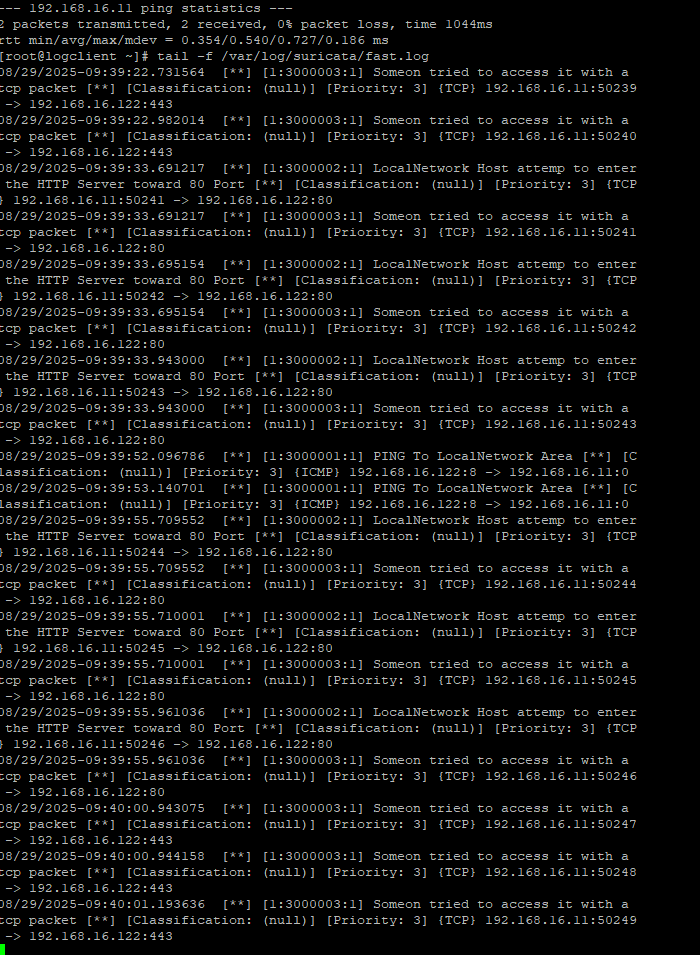 --- 192.168.16.11 ping statistics ---
2 packets transmitted, 2 received, 0% packet loss, time 1044ms
rtt min/avg/max/mdev = 0.354/0.540/0.727/0.186 ms
[root@logclient ~]# tail -f /var/log/suricata/fast.log
08/29/2025-09:39:22.731564  [**] [1:3000003:1] Someon tried to access it with a
tcp packet [**] [Classification: (null)] [Priority: 3] {TCP} 192.168.16.11:50239
 -> 192.168.16.122:443
08/29/2025-09:39:22.982014  [**] [1:3000003:1] Someon tried to access it with a
tcp packet [**] [Classification: (null)] [Priority: 3] {TCP} 192.168.16.11:50240
 -> 192.168.16.122:443
08/29/2025-09:39:33.691217  [**] [1:3000002:1] LocalNetwork Host attemp to enter
 the HTTP Server toward 80 Port [**] [Classification: (null)] [Priority: 3] {TCP
} 192.168.16.11:50241 -> 192.168.16.122:80
08/29/2025-09:39:33.691217  [**] [1:3000003:1] Someon tried to access it with a
tcp packet [**] [Classification: (null)] [Priority: 3] {TCP} 192.168.16.11:50241
 -> 192.168.16.122:80
08/29/2025-09:39:33.695154  [**] [1:3000002:1] LocalNetwork Host attemp to enter
 the HTTP Server toward 80 Port [**] [Classification: (null)] [Priority: 3] {TCP
} 192.168.16.11:50242 -> 192.168.16.122:80
08/29/2025-09:39:33.695154  [**] [1:3000003:1] Someon tried to access it with a
tcp packet [**] [Classification: (null)] [Priority: 3] {TCP} 192.168.16.11:50242
 -> 192.168.16.122:80
08/29/2025-09:39:33.943000  [**] [1:3000002:1] LocalNetwork Host attemp to enter
 the HTTP Server toward 80 Port [**] [Classification: (null)] [Priority: 3] {TCP
} 192.168.16.11:50243 -> 192.168.16.122:80
08/29/2025-09:39:33.943000  [**] [1:3000003:1] Someon tried to access it with a
tcp packet [**] [Classification: (null)] [Priority: 3] {TCP} 192.168.16.11:50243
 -> 192.168.16.122:80
08/29/2025-09:39:52.096786  [**] [1:3000001:1] PING To LocalNetwork Area [**] [C
lassification: (null)] [Priority: 3] {ICMP} 192.168.16.122:8 -> 192.168.16.11:0
08/29/2025-09:39:53.140701  [**] [1:3000001:1] PING To LocalNetwork Area [**] [C
lassification: (null)] [Priority: 3] {ICMP} 192.168.16.122:8 -> 192.168.16.11:0
08/29/2025-09:39:55.709552  [**] [1:3000002:1] LocalNetwork Host attemp to enter
 the HTTP Server toward 80 Port [**] [Classification: (null)] [Priority: 3] {TCP
} 192.168.16.11:50244 -> 192.168.16.122:80
08/29/2025-09:39:55.709552  [**] [1:3000003:1] Someon tried to access it with a
tcp packet [**] [Classification: (null)] [Priority: 3] {TCP} 192.168.16.11:50244
 -> 192.168.16.122:80
08/29/2025-09:39:55.710001  [**] [1:3000002:1] LocalNetwork Host attemp to enter
 the HTTP Server toward 80 Port [**] [Classification: (null)] [Priority: 3] {TCP
} 192.168.16.11:50245 -> 192.168.16.122:80
08/29/2025-09:39:55.710001  [**] [1:3000003:1] Someon tried to access it with a
tcp packet [**] [Classification: (null)] [Priority: 3] {TCP} 192.168.16.11:50245
 -> 192.168.16.122:80
08/29/2025-09:39:55.961036  [**] [1:3000002:1] LocalNetwork Host attemp to enter
 the HTTP Server toward 80 Port [**] [Classification: (null)] [Priority: 3] {TCP
} 192.168.16.11:50246 -> 192.168.16.122:80
08/29/2025-09:39:55.961036  [**] [1:3000003:1] Someon tried to access it with a
tcp packet [**] [Classification: (null)] [Priority: 3] {TCP} 192.168.16.11:50246
 -> 192.168.16.122:80
08/29/2025-09:40:00.943075  [**] [1:3000003:1] Someon tried to access it with a
tcp packet [**] [Classification: (null)] [Priority: 3] {TCP} 192.168.16.11:50247
 -> 192.168.16.122:443
08/29/2025-09:40:00.944158  [**] [1:3000003:1] Someon tried to access it with a
tcp packet [**] [Classification: (null)] [Priority: 3] {TCP} 192.168.16.11:50248
 -> 192.168.16.122:443
08/29/2025-09:40:01.193636  [**] [1:3000003:1] Someon tried to access it with a
tcp packet [**] [Classification: (null)] [Priority: 3] {TCP} 192.168.16.11:50249
 -> 192.168.16.122:443